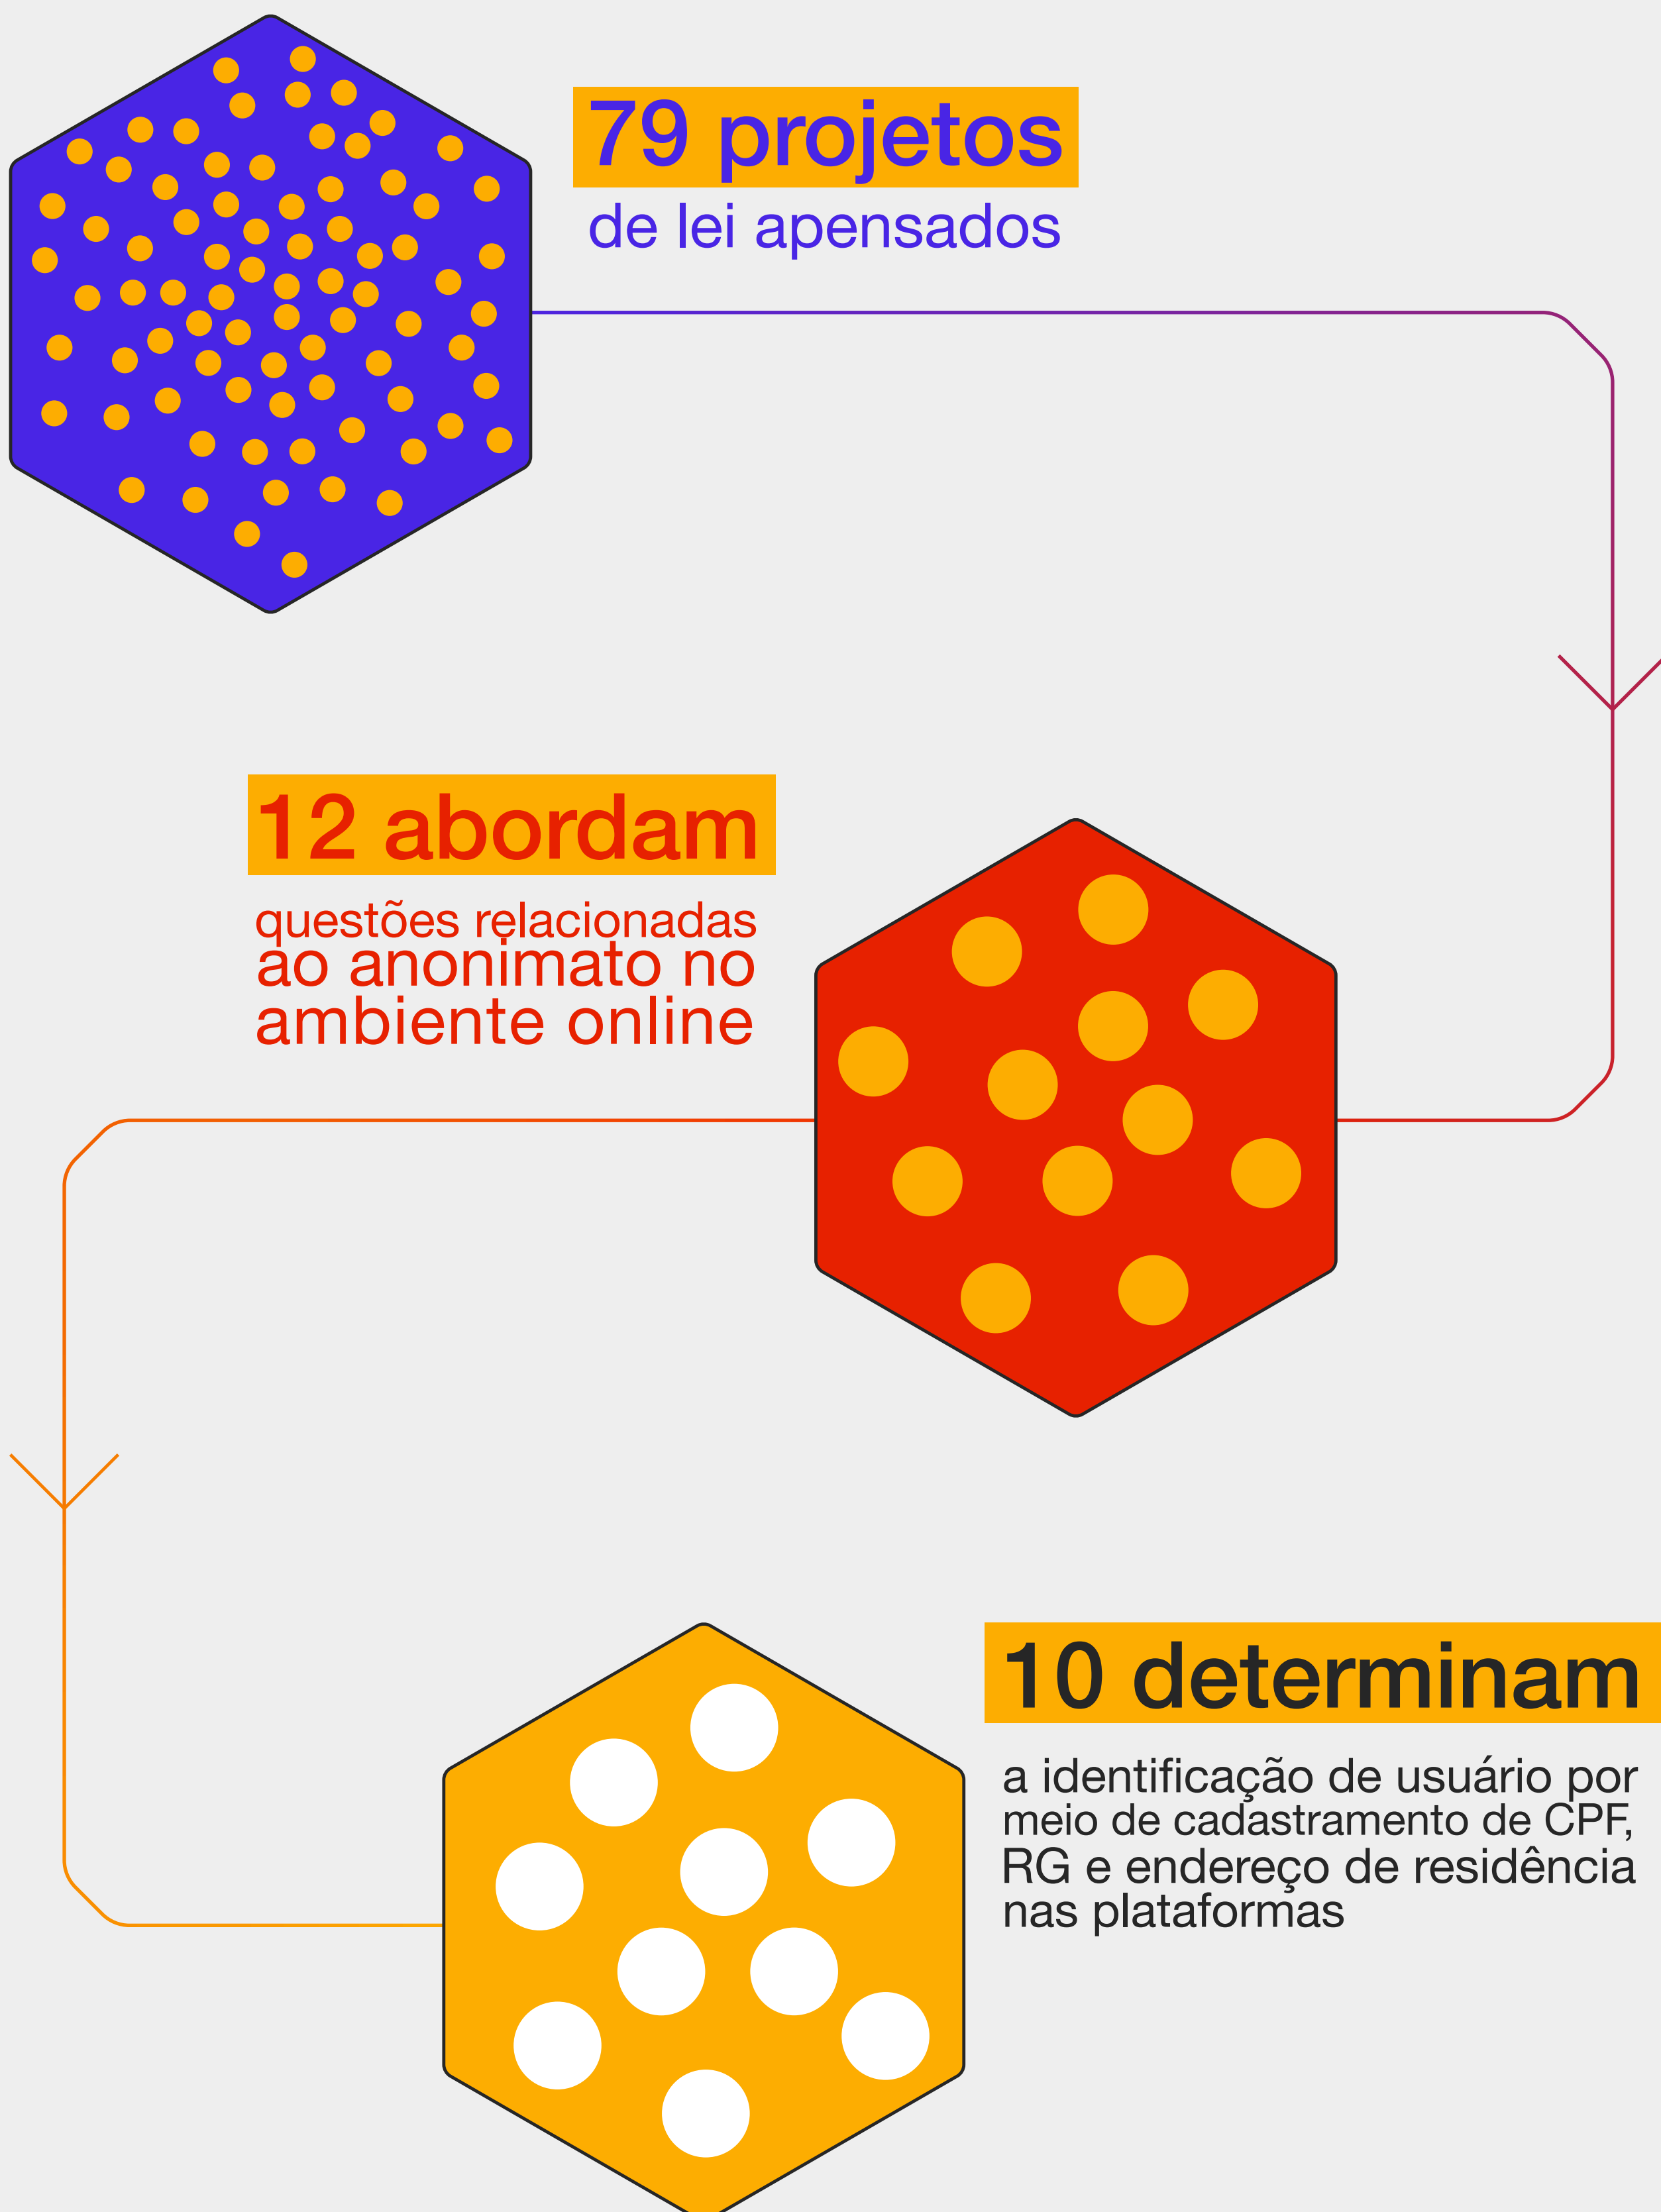 79 projetos
de lei apensados
12 abordam
questões relacionadas
ao anonimato no
ambiente online
10 determinam
a identificação de usuário por
meio de cadastramento de CPF,
RG e endereço de residência
nas plataformas